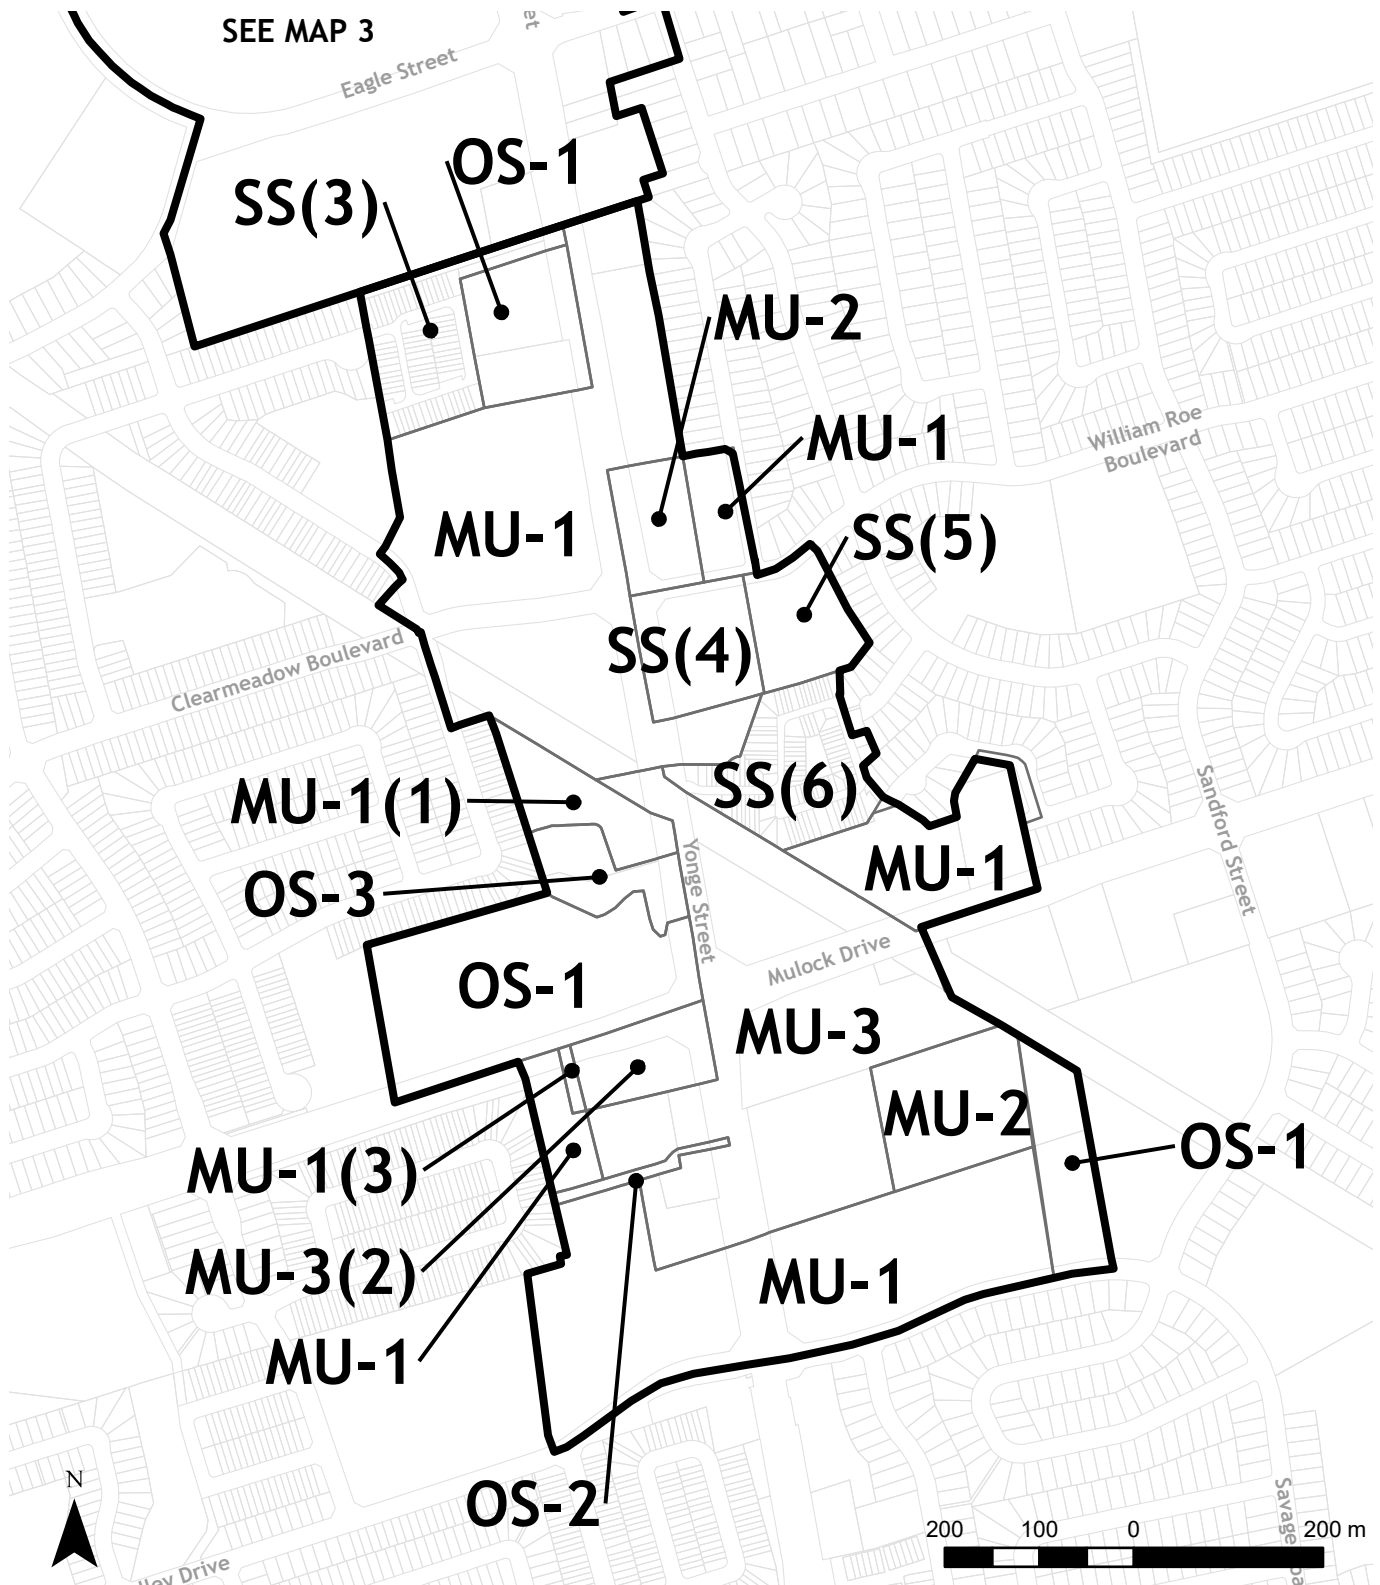 SEE MAP 3
Eagle Street
OS-1
SS(3)
MU-2
MU-1
William Roe
Boulevard
MU-1
SS(5)
SS(4)
Clearmeadow Boulevard
SS(6)
MU-1(1)
Sandford Street
MU-1
OS-3
Yonge Street
Mulock Drive
OS-1
MU-3
MU-2
OS-1
MU-1(3)
MU-3(2)
MU-1
MU-1
OS-2
N
200 100 0 200 m
Savage
Drive